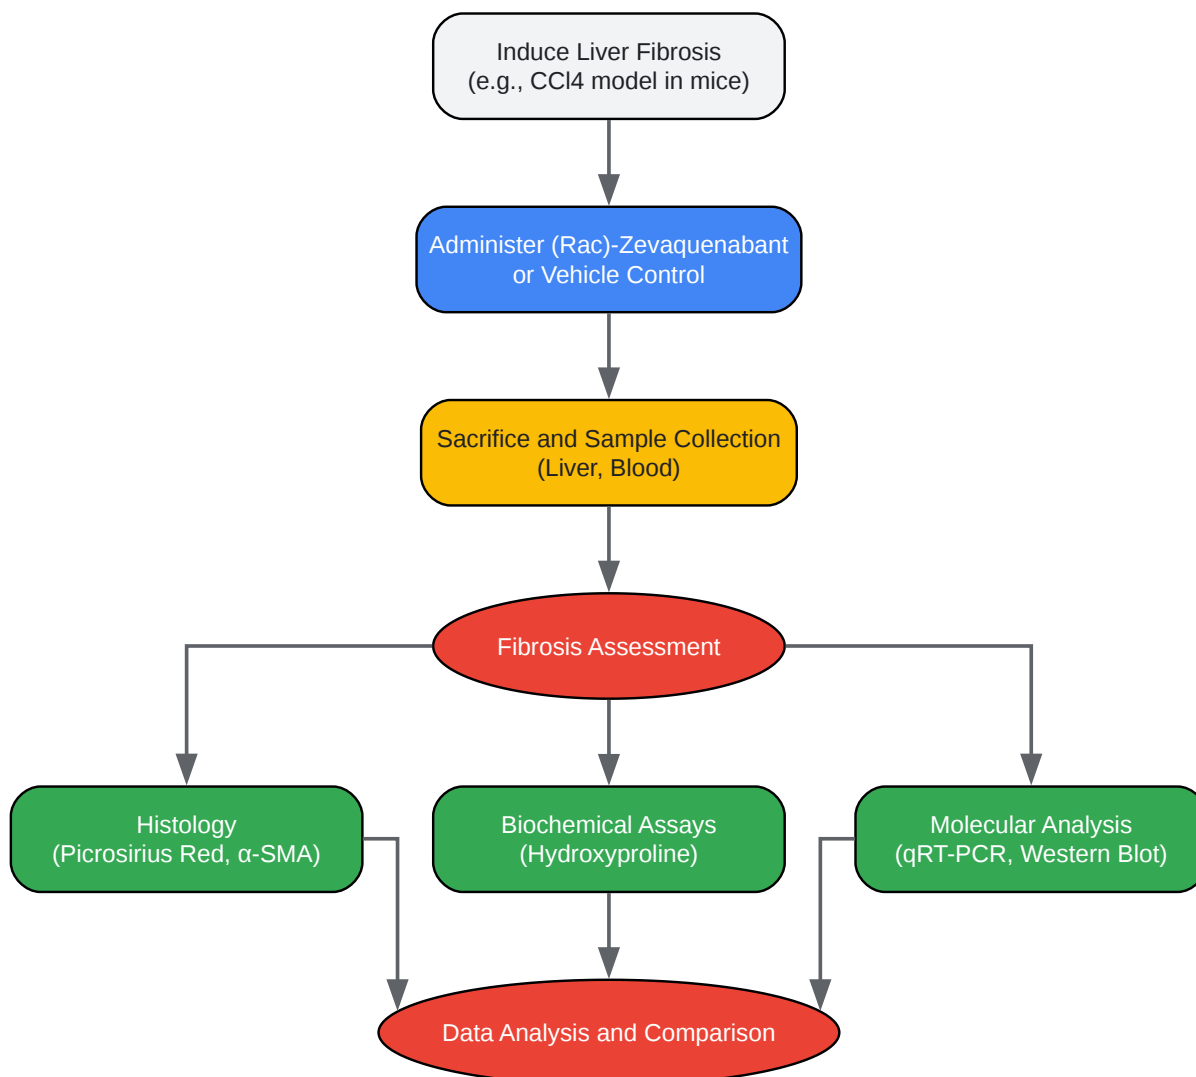 Induce Liver Fibrosis
(e.g., CCl4 model in mice)
Administer (Rac)-Zevaquenabant
or Vehicle Control
Sacrifice and Sample Collection
(Liver, Blood)
Fibrosis Assessment
Histology
(Picrosirius Red, α-SMA)
Biochemical Assays
(Hydroxyproline)
Molecular Analysis
(qRT-PCR, Western Blot)
Data Analysis and Comparison